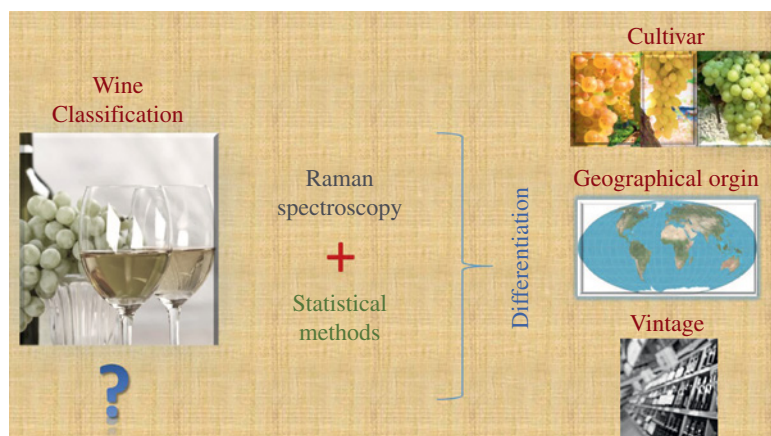 Wine
Classification
?
Raman
spectroscopy
+
Statistical
methods
Differentiation
Cultivar
Geographical orgin
Vintage